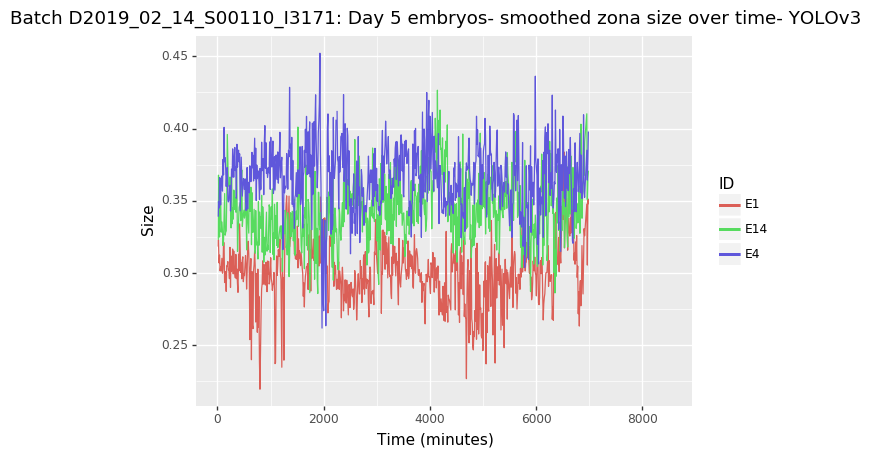 Batch D2019_02_14_S00110_I3171: Day 5 embryos- smoothed zona size over time- YOLOv3
0.45
0.40
0.35
0.30
0.25
Size
0
2000
4000
6000
8000
Time (minutes)
ID
E1
E14
E4